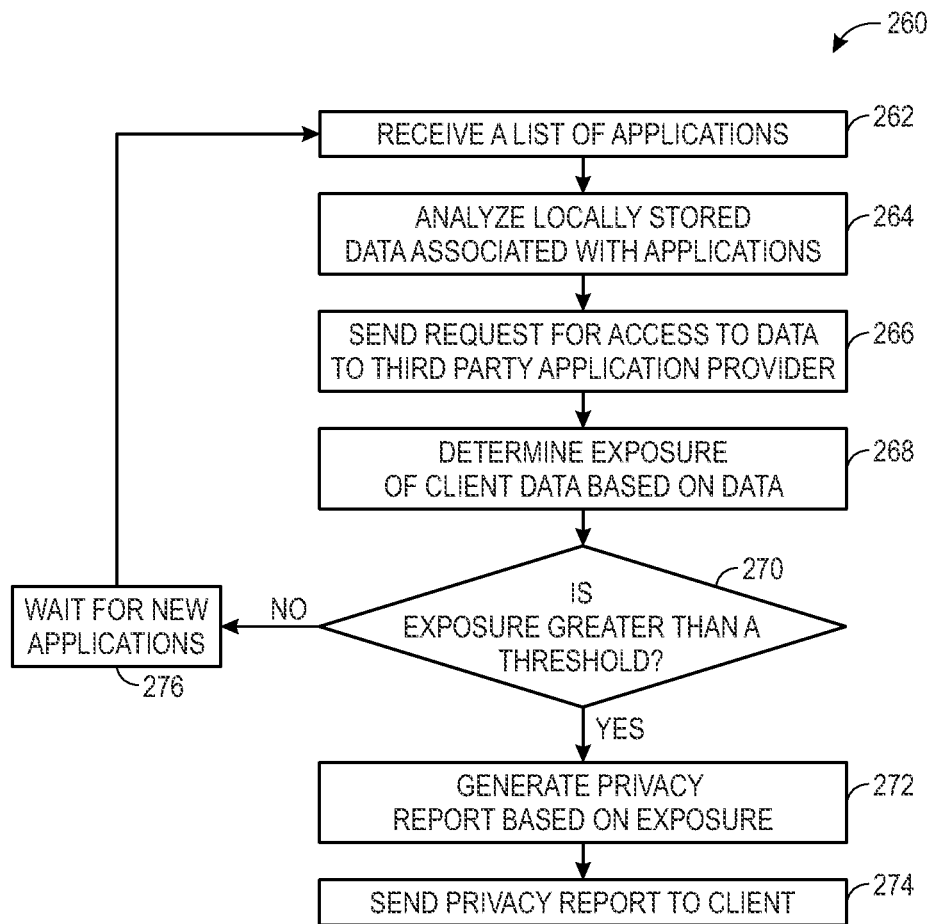 260
RECEIVE A LIST OF APPLICATIONS
262
ANALYZE LOCALLY STORED
DATA ASSOCIATED WITH APPLICATIONS
264
SEND REQUEST FOR ACCESS TO DATA
TO THIRD PARTY APPLICATION PROVIDER
266
DETERMINE EXPOSURE
OF CLIENT DATA BASED ON DATA
268
270
IS
EXPOSURE GREATER THAN A
THRESHOLD?
NO
WAIT FOR NEW
APPLICATIONS
276
YES
GENERATE PRIVACY
REPORT BASED ON EXPOSURE
272
SEND PRIVACY REPORT TO CLIENT
274